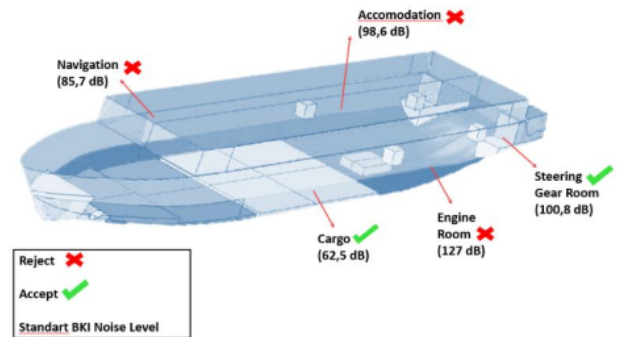 Accomodation
(98,6 dB)
Navigation
(85,7 dB)
Steering
Gear Room
(100,8 dB)
Engine
Room
(127 dB)
Cargo
(62,5 dB)
Reject
Accept
Standart BKI Noise Level